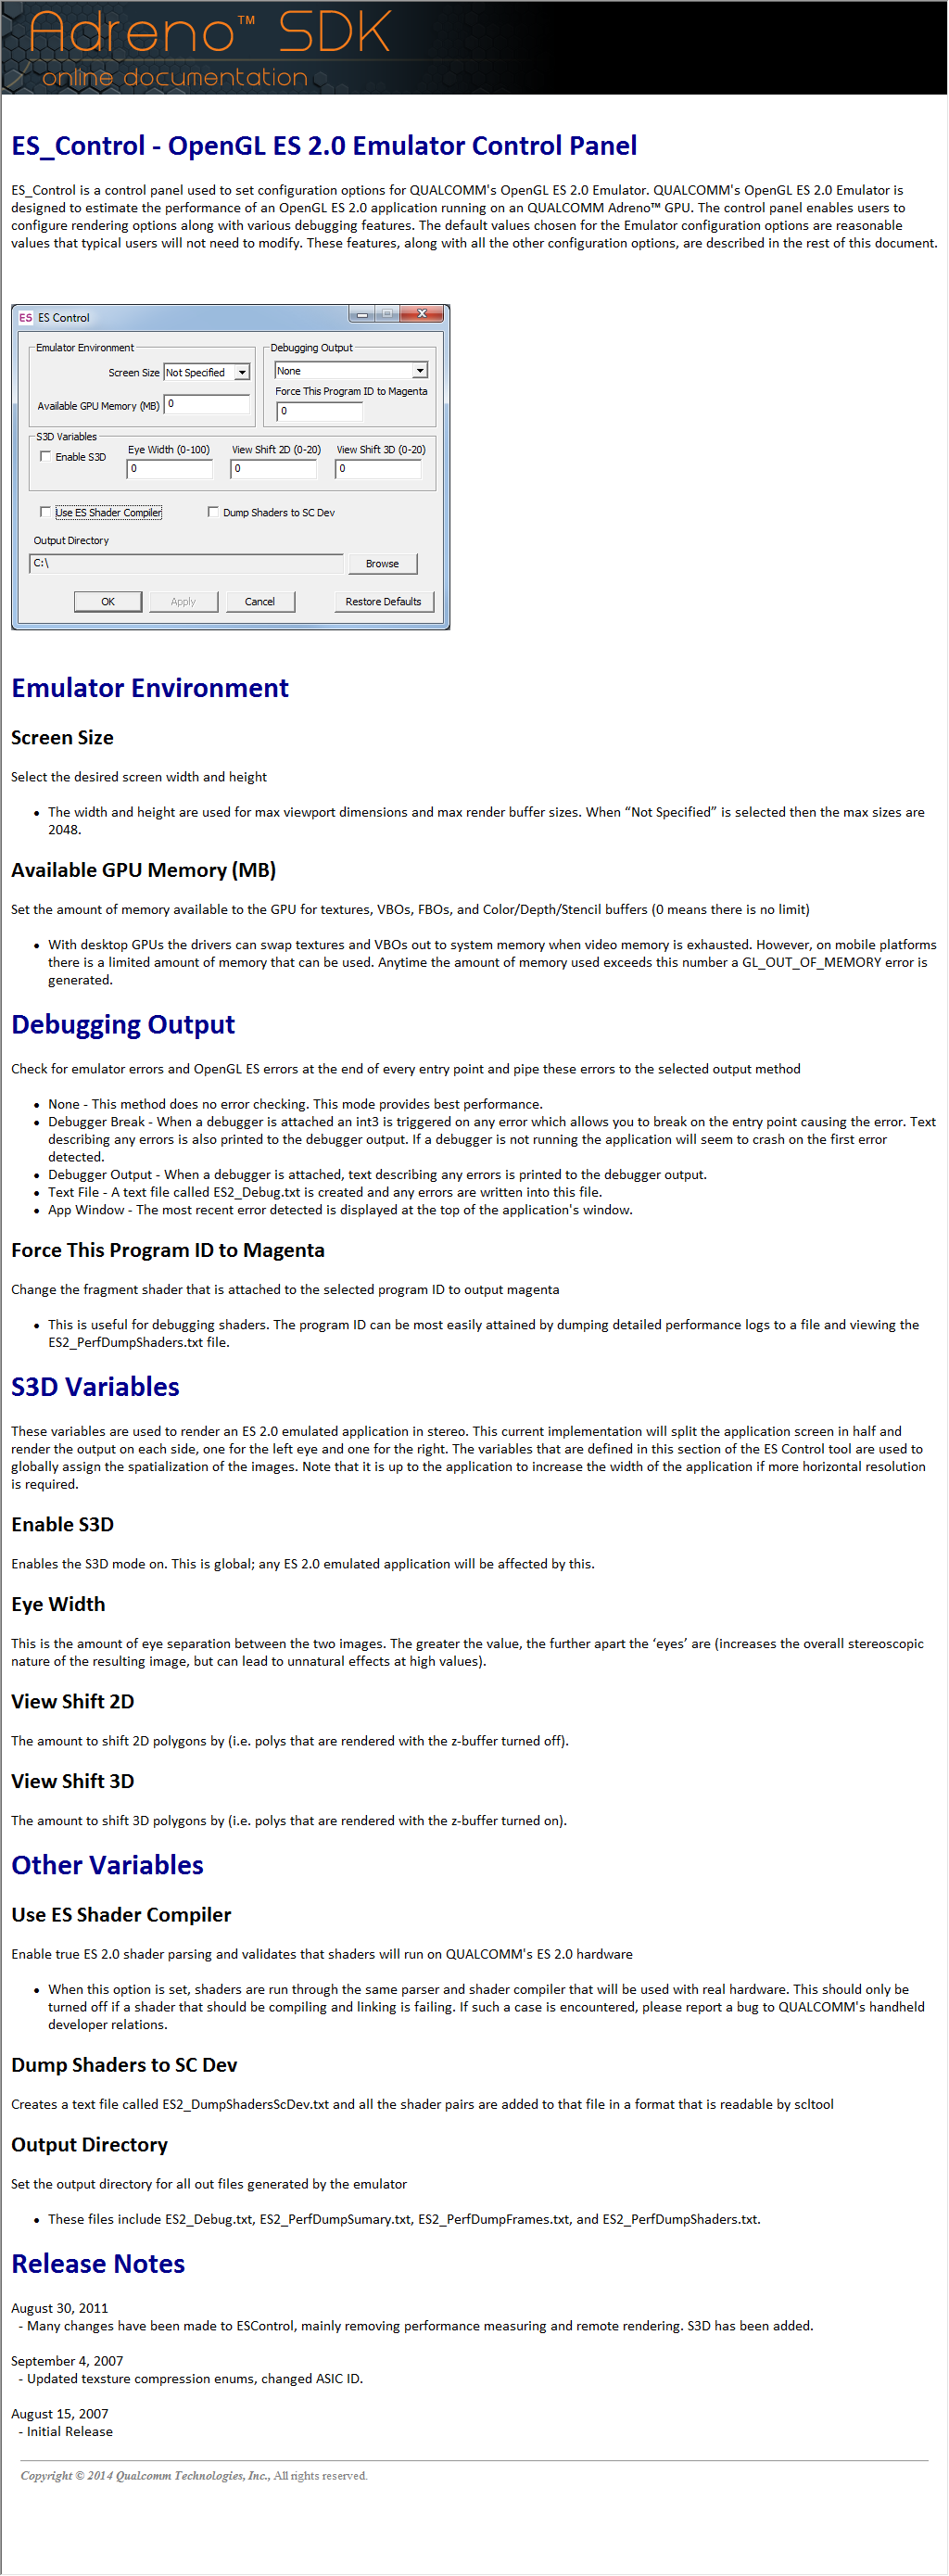 Adreno™ SDK
online documentation
ES_Control - OpenGL ES 2.0 Emulator Control Panel
ES_Control is a control panel used to set configuration options for QUALCOMM's OpenGL ES 2.0 Emulator. QUALCOMM's OpenGL ES 2.0 Emulator is
designed to estimate the performance of an OpenGL ES 2.0 application running on an QUALCOMM Adreno™ GPU. The control panel enables users to
configure rendering options along with various debugging features. The default values chosen for the Emulator configuration options are reasonable
values that typical users will not need to modify. These features, along with all the other configuration options, are described in the rest of this document.
ES ES Control
Emulator Environment
Screen Size Not Specified
Available GPU Memory (MB) 0
Debugging Output
None
Force This Program ID to Magenta
0
S3D Variables
Enable S3D
Eye Width (0-100) View Shift 2D (0-20) View Shift 3D (0-20)
0 0 0
Use ES Shader Compiler Dump Shaders to SC Dev
Output Directory
C:\ Browse
OK Apply Cancel Restore Defaults
Emulator Environment
Screen Size
Select the desired screen width and height
• The width and height are used for max viewport dimensions and max render buffer sizes. When “Not Specified” is selected then the max sizes are
2048.
Available GPU Memory (MB)
Set the amount of memory available to the GPU for textures, VBOs, FBOs, and Color/Depth/Stencil buffers (0 means there is no limit)
• With desktop GPUs the drivers can swap textures and VBOs out to system memory when video memory is exhausted. However, on mobile platforms
there is a limited amount of memory that can be used. Anytime the amount of memory used exceeds this number a GL_OUT_OF_MEMORY error is
generated.
Debugging Output
Check for emulator errors and OpenGL ES errors at the end of every entry point and pipe these errors to the selected output method
• None - This method does no error checking. This mode provides best performance.
• Debugger Break - When a debugger is attached an int3 is triggered on any error which allows you to break on the entry point causing the error. Text
describing any errors is also printed to the debugger output. If a debugger is not running the application will seem to crash on the first error
detected.
• Debugger Output - When a debugger is attached, text describing any errors is printed to the debugger output.
• Text File - A text file called ES2_Debug.txt is created and any errors are written into this file.
• App Window - The most recent error detected is displayed at the top of the application's window.
Force This Program ID to Magenta
Change the fragment shader that is attached to the selected program ID to output magenta
• This is useful for debugging shaders. The program ID can be most easily attained by dumping detailed performance logs to a file and viewing the
ES2_PerfDumpShaders.txt file.
S3D Variables
These variables are used to render an ES 2.0 emulated application in stereo. This current implementation will split the application screen in half and
render the output on each side, one for the left eye and one for the right. The variables that are defined in this section of the ES Control tool are used to
globally assign the spatialization of the images. Note that it is up to the application to increase the width of the application if more horizontal resolution
is required.
Enable S3D
Enables the S3D mode on. This is global; any ES 2.0 emulated application will be affected by this.
Eye Width
This is the amount of eye separation between the two images. The greater the value, the further apart the ‘eyes’ are (increases the overall stereoscopic
nature of the resulting image, but can lead to unnatural effects at high values).
View Shift 2D
The amount to shift 2D polygons by (i.e. polys that are rendered with the z-buffer turned off).
View Shift 3D
The amount to shift 3D polygons by (i.e. polys that are rendered with the z-buffer turned on).
Other Variables
Use ES Shader Compiler
Enable true ES 2.0 shader parsing and validates that shaders will run on QUALCOMM's ES 2.0 hardware
• When this option is set, shaders are run through the same parser and shader compiler that will be used with real hardware. This should only be
turned off if a shader that should be compiling and linking is failing. If such a case is encountered, please report a bug to QUALCOMM's handheld
developer relations.
Dump Shaders to SC Dev
Creates a text file called ES2_DumpShadersScDev.txt and all the shader pairs are added to that file in a format that is readable by scltool
Output Directory
Set the output directory for all out files generated by the emulator
• These files include ES2_Debug.txt, ES2_PerfDumpSumary.txt, ES2_PerfDumpFrames.txt, and ES2_PerfDumpShaders.txt.
Release Notes
August 30, 2011
- Many changes have been made to ESControl, mainly removing performance measuring and remote rendering. S3D has been added.
September 4, 2007
- Updated texsture compression enums, changed ASIC ID.
August 15, 2007
- Initial Release
Copyright © 2014 Qualcomm Technologies, Inc., All rights reserved.